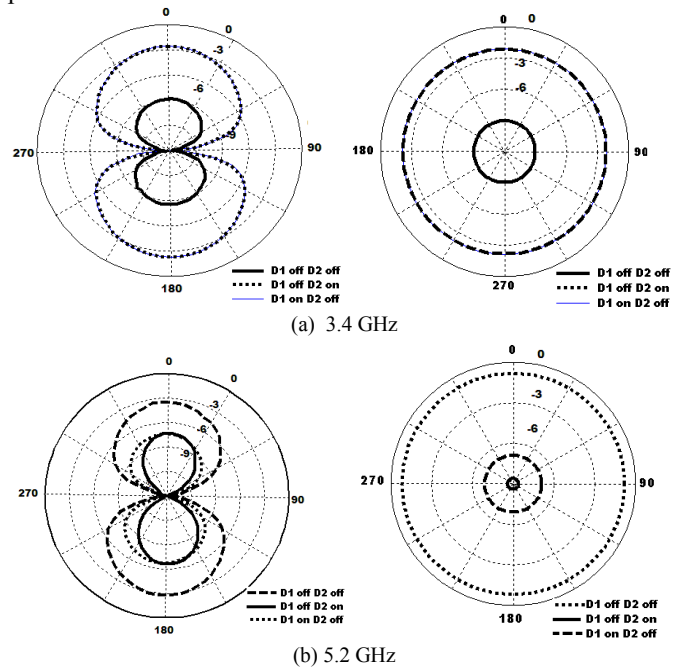 0
0
-3
-6
-9
270
90
180
D1 off D2 off
D1 off D2 on
D1 on D2 off
0 0
-3
-6
180
90
270
D1 off D2 off
D1 off D2 on
D1 on D2 off
(a) 3.4 GHz
0
0
-3
-6
-9
270
90
180
D1 off D2 off
D1 off D2 on
D1 on D2 off
0 0
-3
-6
270
90
180
D1 off D2 off
D1 off D2 on
D1 on D2 off
(b) 5.2 GHz